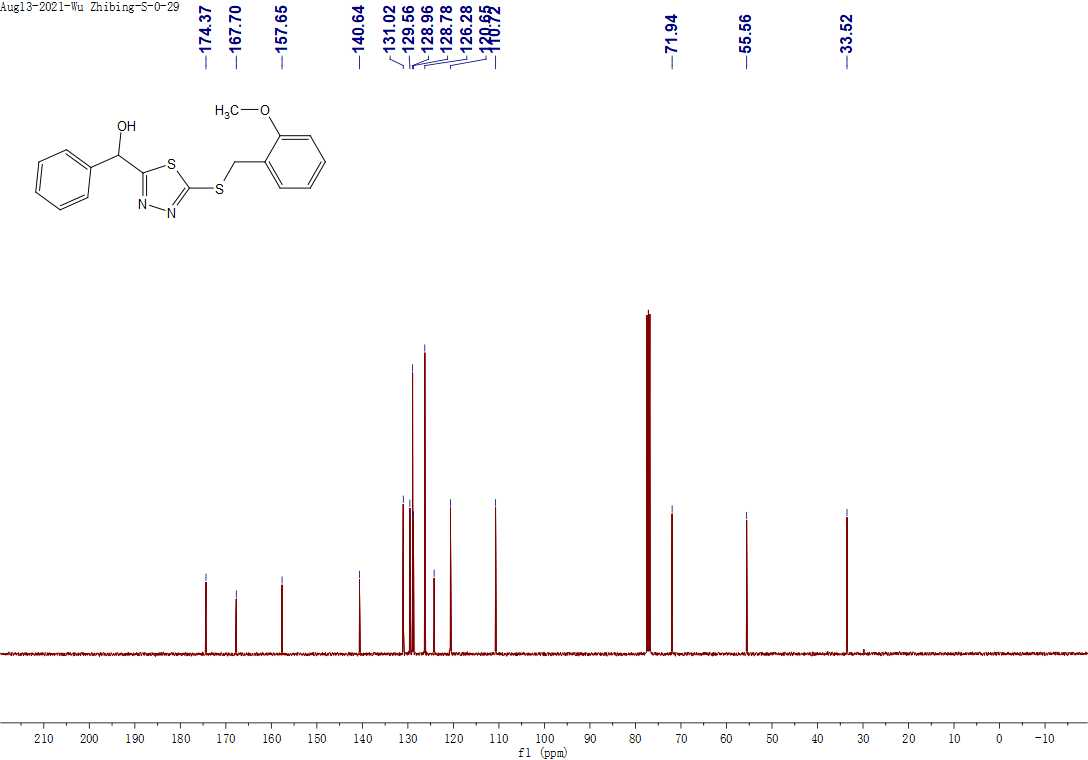 Aug13-2021-Wu Zhibing-S-O-29
174.37
167.70
157.65
140.64
131.02
129.56
128.96
128.78
126.28
120.65
110.72
71.94
55.56
33.52
H3C
O
OH
S
S
N
N
210 200 190 180 170 160 150 140 130 120 110 100 90 80 70 60 50 40 30 20 10 0 -10
f1 (ppm)